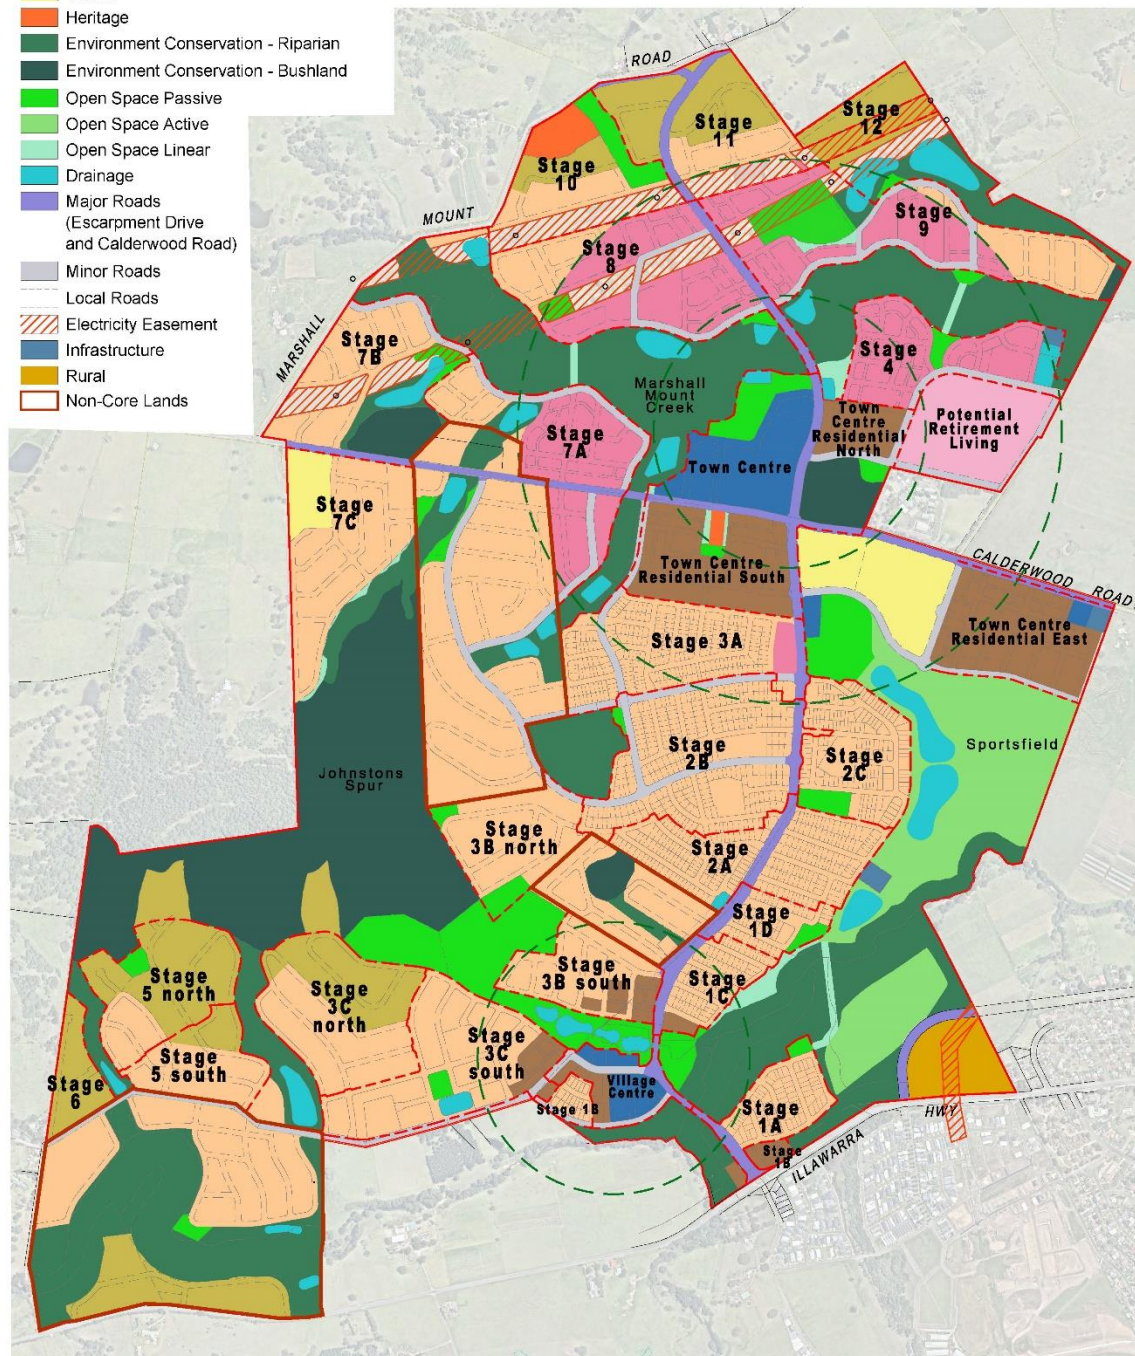 Heritage
Environment Conservation - Riparian
Environment Conservation - Bushland
Open Space Passive
Open Space Active
Open Space Linear
Drainage
Major Roads
(Escarpment Drive
and Calderwood Road)
Minor Roads
Local Roads
Electricity Easement
Infrastructure
Rural
Non-Core Lands
ROAD
Stage
11
Stage
12
Stage
10
MOUNT
Stage
8
Stage
9
MARSHALL
Stage
7B
Marshall
Mount
Creek
Stage
4
Town
Centre
Residential
North
Potential
Retirement
Living
Stage
7A
Town Centre
Stage
7C
Town Centre
Residential South
CALDERWOOD ROAD
Town Centre
Residential East
Stage 3A
Stage
2B
Stage
2C
Sportsfield
Johnstons
Spur
Stage
3B north
Stage
2A
Stage
1D
Stage
3B south
Stage
1C
Stage
5 north
Stage
3C
north
Stage
3C
south
Stage
5 south
Stage
6
Village
Centre
Stage 1B
Stage
1A
Stage
1B
ILLAWARRA
HWY